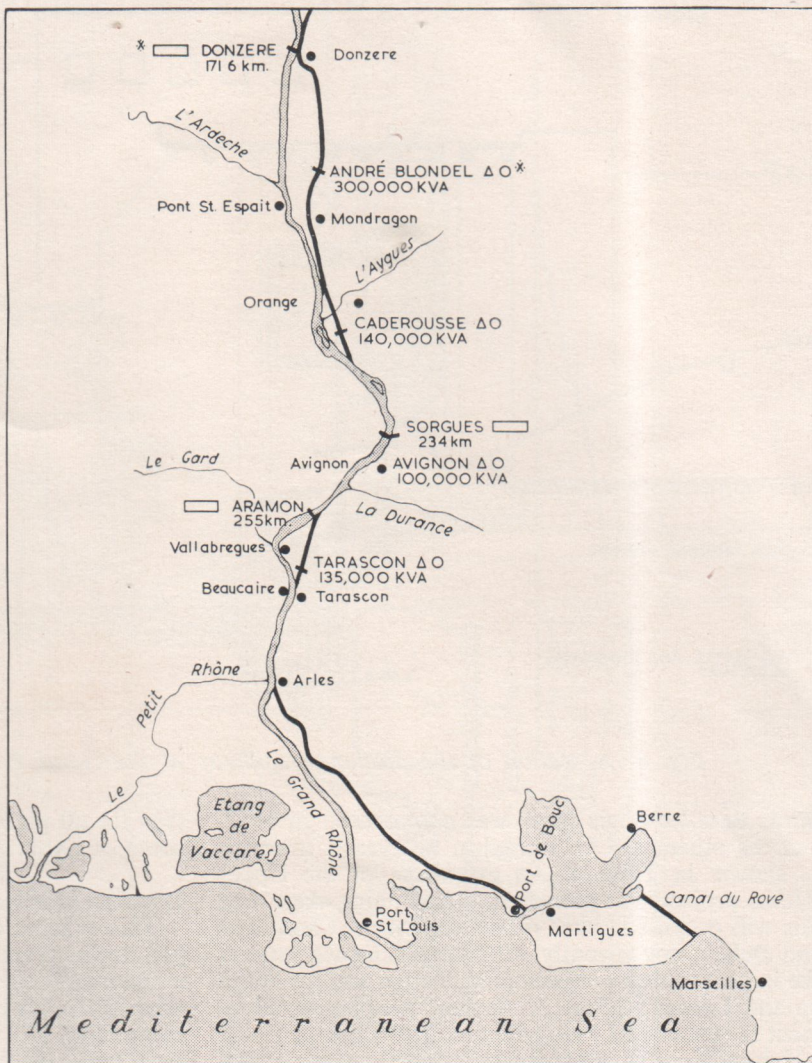 * ▭ DONZERE
171 6 km.
Donzere
L'Ardeche
ANDRÉ BLONDEL Δ O *
300,000 KVA
Pont St. Espait
Mondragon
L'Aygues
Orange
CADEROUSSE Δ O
140,000 KVA
SORGUES ▭
234 km
Le Gard
Avignon
AVIGNON Δ O
100,000 KVA
▭ ARAMON
255km.
La Durance
Vallabregues
TARASCON Δ O
135,000 KVA
Beaucaire
Tarascon
Le Petit Rhône
Arles
Le Grand Rhône
Etang
de
Vaccares
Port de Bouc
Berre
Canal du Rove
Port
St Louis
Martigues
Marseilles
Mediterranean Sea